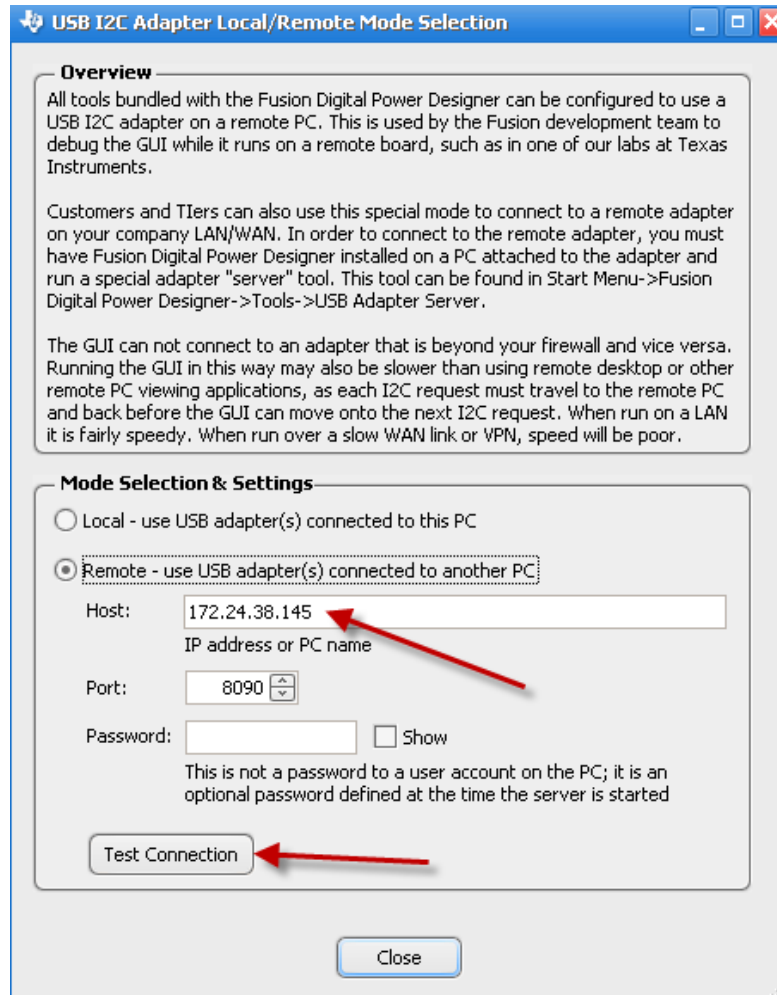 USB I2C Adapter Local/Remote Mode Selection
Overview
All tools bundled with the Fusion Digital Power Designer can be configured to use a
USB I2C adapter on a remote PC. This is used by the Fusion development team to
debug the GUI while it runs on a remote board, such as in one of our labs at Texas
Instruments.
Customers and TIers can also use this special mode to connect to a remote adapter
on your company LAN/WAN. In order to connect to the remote adapter, you must
have Fusion Digital Power Designer installed on a PC attached to the adapter and
run a special adapter "server" tool. This tool can be found in Start Menu->Fusion
Digital Power Designer->Tools->USB Adapter Server.
The GUI can not connect to an adapter that is beyond your firewall and vice versa.
Running the GUI in this way may also be slower than using remote desktop or other
remote PC viewing applications, as each I2C request must travel to the remote PC
and back before the GUI can move onto the next I2C request. When run on a LAN
it is fairly speedy. When run over a slow WAN link or VPN, speed will be poor.
Mode Selection & Settings
Local - use USB adapter(s) connected to this PC
Remote - use USB adapter(s) connected to another PC
Host: 172.24.38.145
IP address or PC name
Port: 8090
Password: Show
This is not a password to a user account on the PC; it is an
optional password defined at the time the server is started
Test Connection
Close